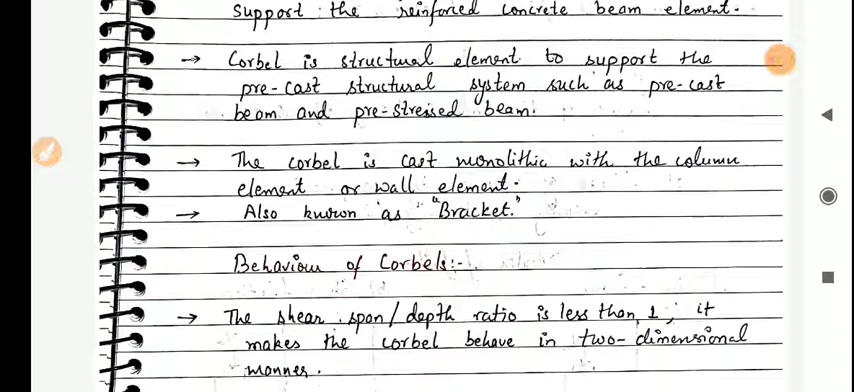 support the reinforced concrete beam element.
→ Corbel is structural element to support the
pre-cast structural system such as pre-cast
beam and pre-stressed beam.
→ The corbel is cast monolithic with the column
element or wall element.
→ Also known as "Bracket."
Behaviour of Corbels:-
→ The shear span/depth ratio is less than 1, it
makes the corbel behave in two-dimensional
manner.